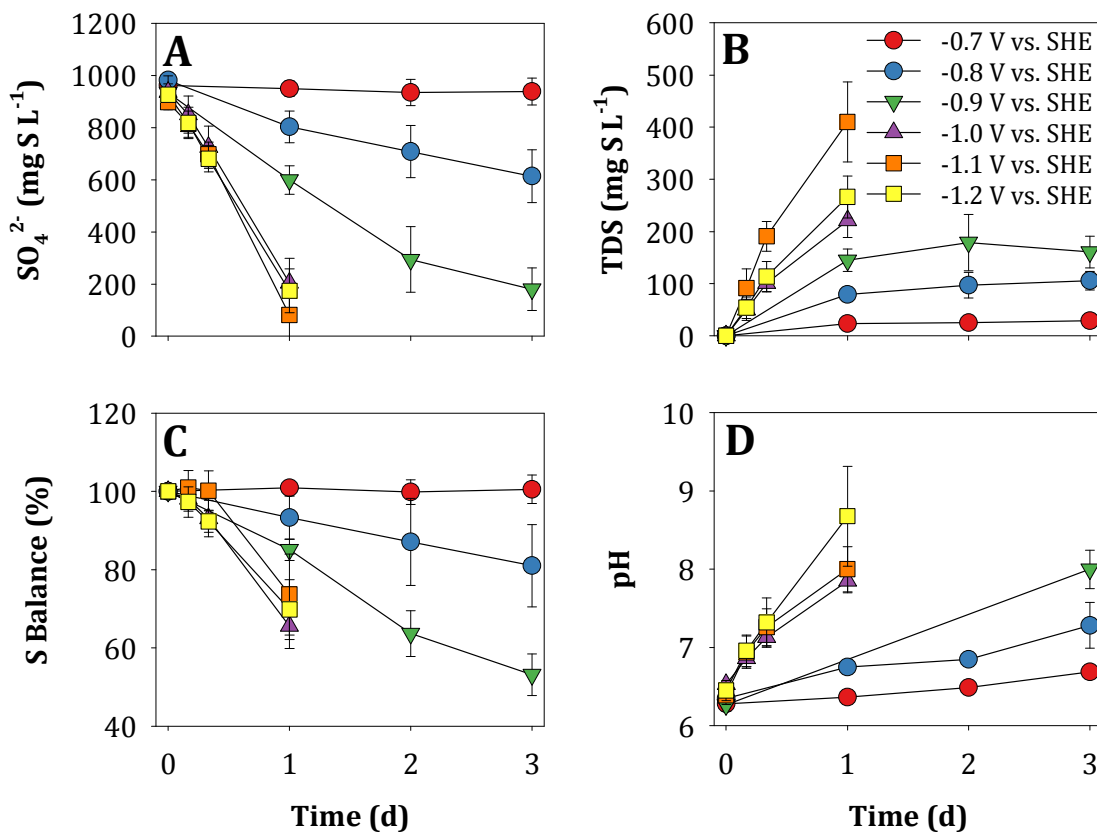 A
SO₄²⁻ (mg S L⁻¹)
1200
1000
800
600
400
200
0
B
TDS (mg S L⁻¹)
600
500
400
300
200
100
0
-0.7 V vs. SHE
-0.8 V vs. SHE
-0.9 V vs. SHE
-1.0 V vs. SHE
-1.1 V vs. SHE
-1.2 V vs. SHE
C
S Balance (%)
120
100
80
60
40
0 1 2 3
Time (d)
D
pH
10
9
8
7
6
0 1 2 3
Time (d)